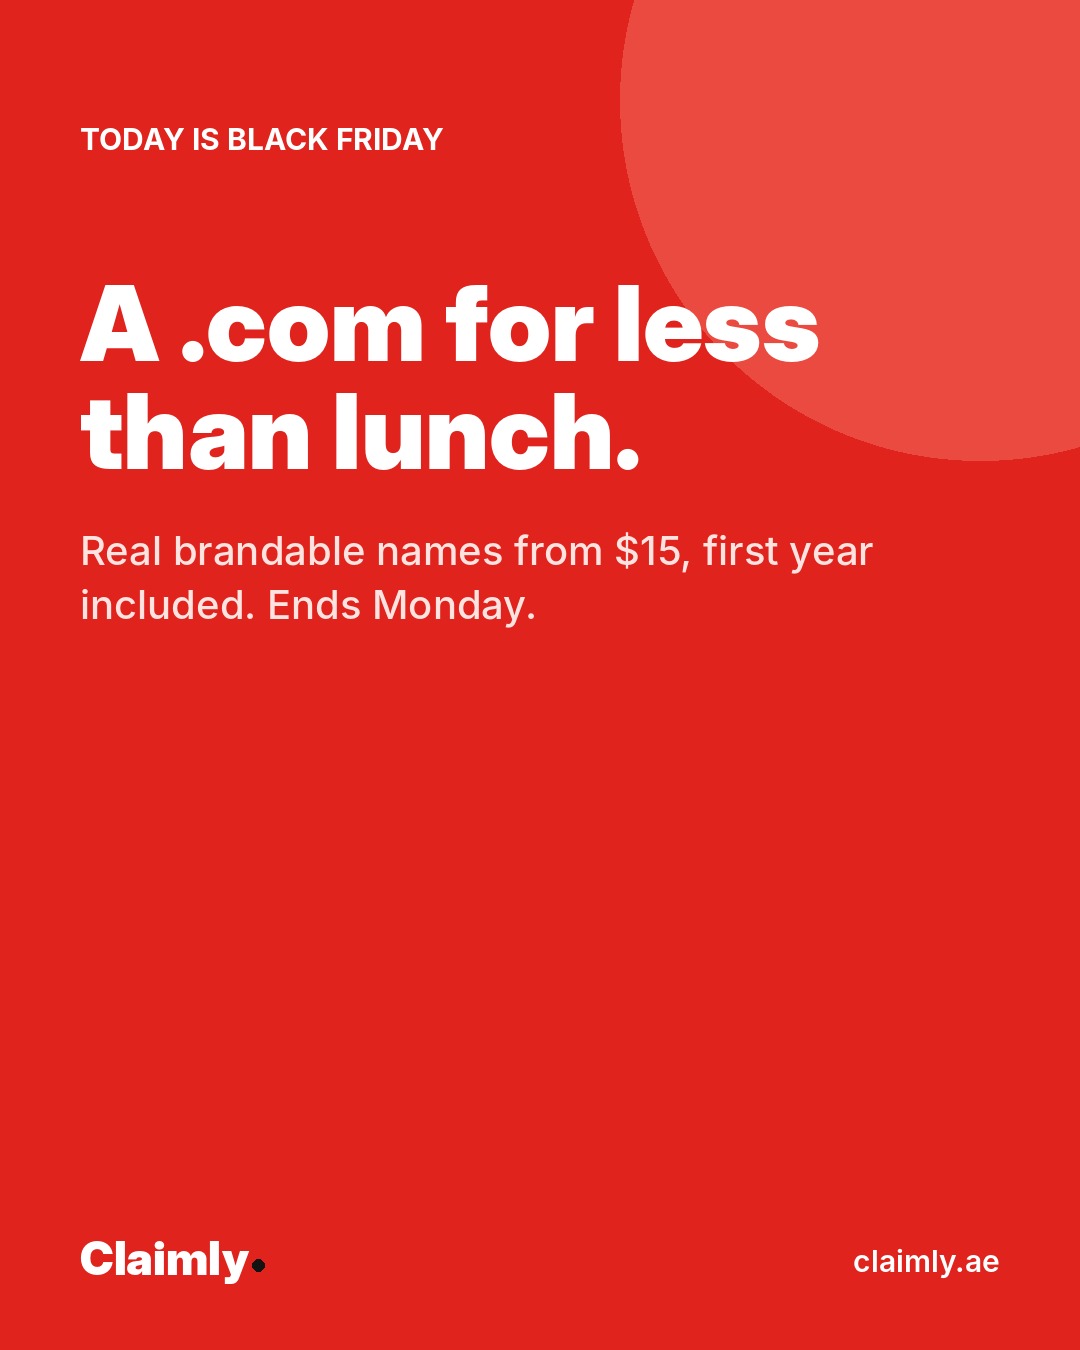 TODAY IS BLACK FRIDAY
A .com for less
than lunch.
Real brandable names from $15, first year
included. Ends Monday.
Claimly.
claimly.ae